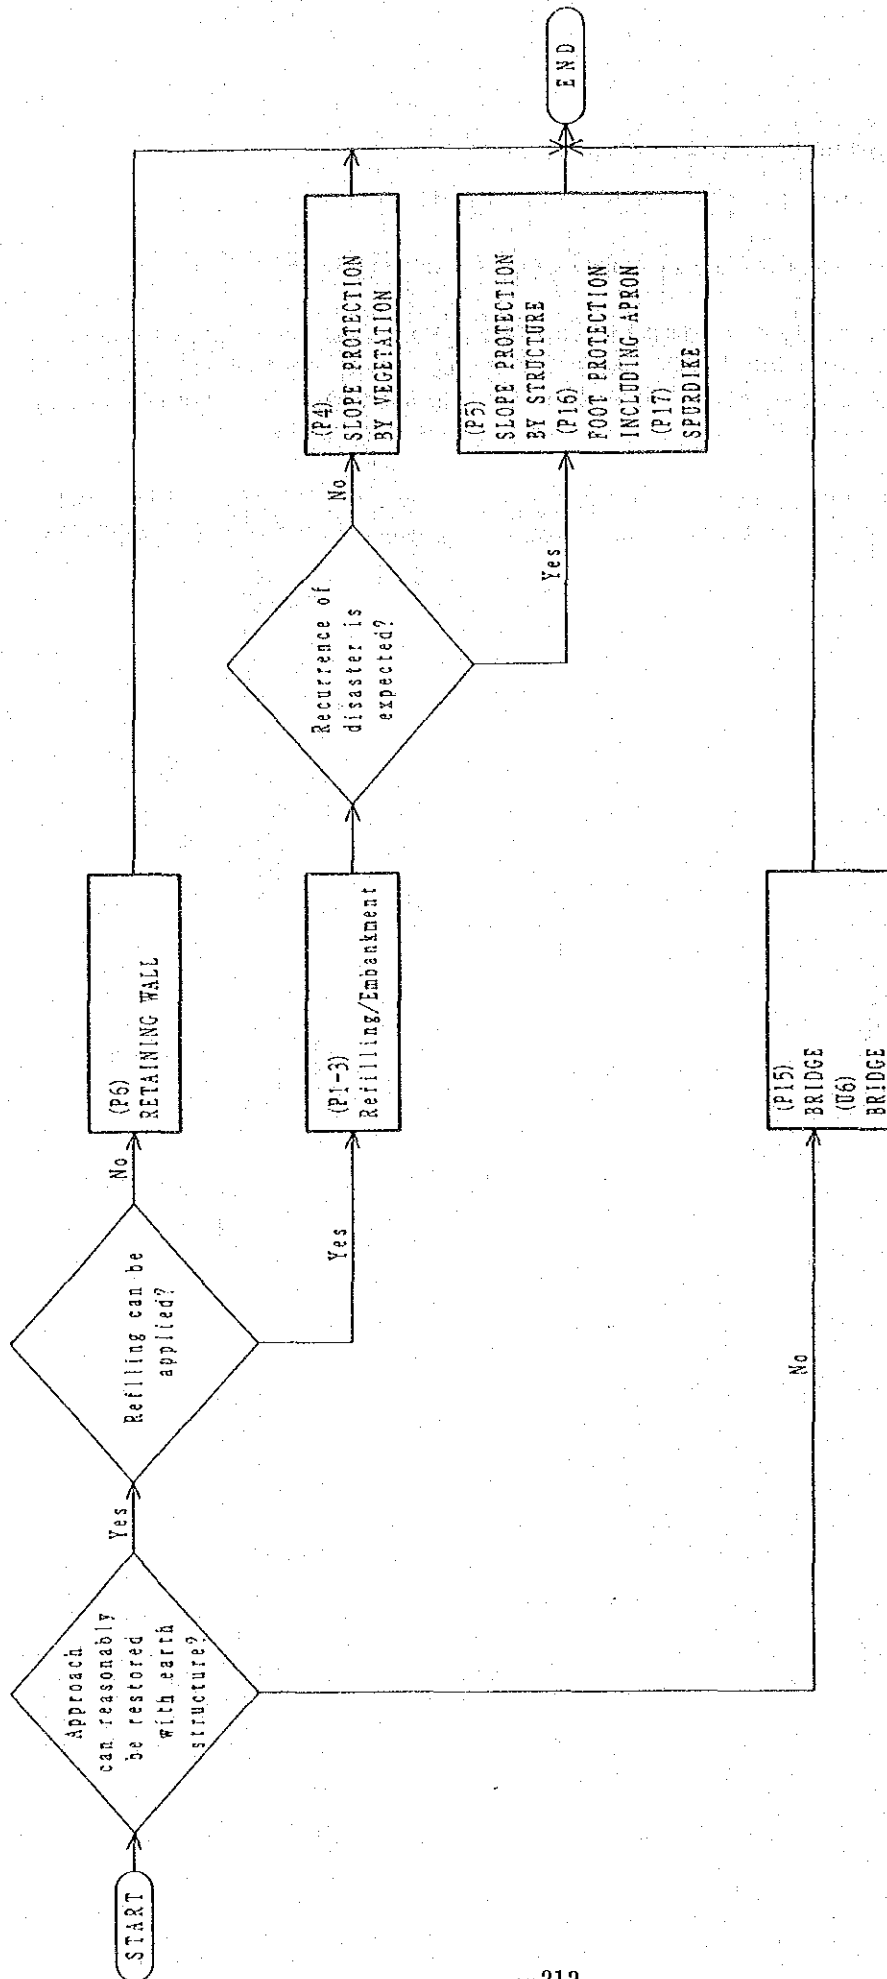 START
Approach
can reasonably
be restored
with earth
structure?
Yes
No
Refilling can be
applied?
No
Yes
(P6)
RETAINING WALL
(P1-3)
Refilling/Embankment
(P15)
BRIDGE
(U6)
BRIDGE
Recurrence of
disaster is
expected?
No
Yes
(P4)
SLOPE PROTECTION
BY VEGETATION
(P5)
SLOPE PROTECTION
BY STRUCTURE
(P16)
FOOT PROTECTION
INCLUDING APRON
(P17)
SPURDIKE
END